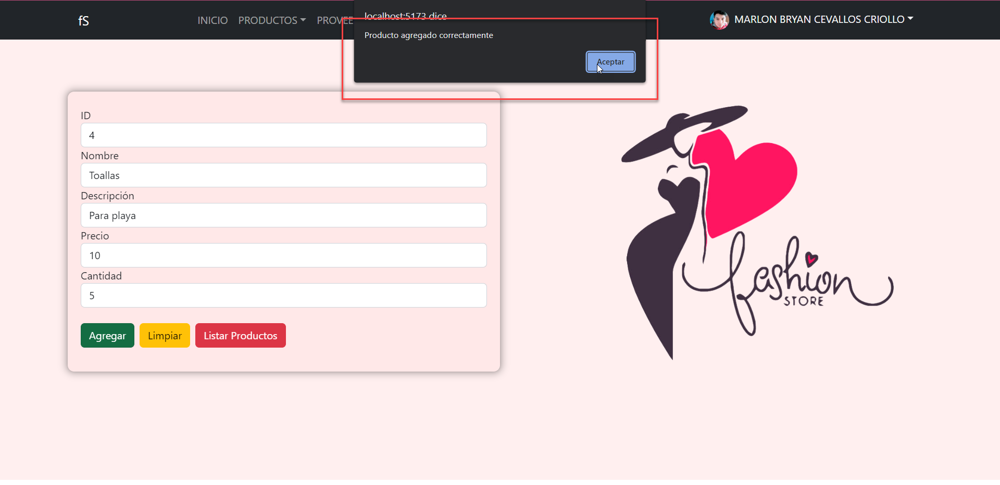 fS
INICIO
PRODUCTOS
PROVEE
localhost:5173 dice
MARLON BRYAN CEVALLOS CRIOLLO
Producto agregado correctamente
Aceptar
ID
4
Nombre
Toallas
Descripción
Para playa
Precio
10
Cantidad
5
Agregar
Limpiar
Listar Productos
fashion
STORE